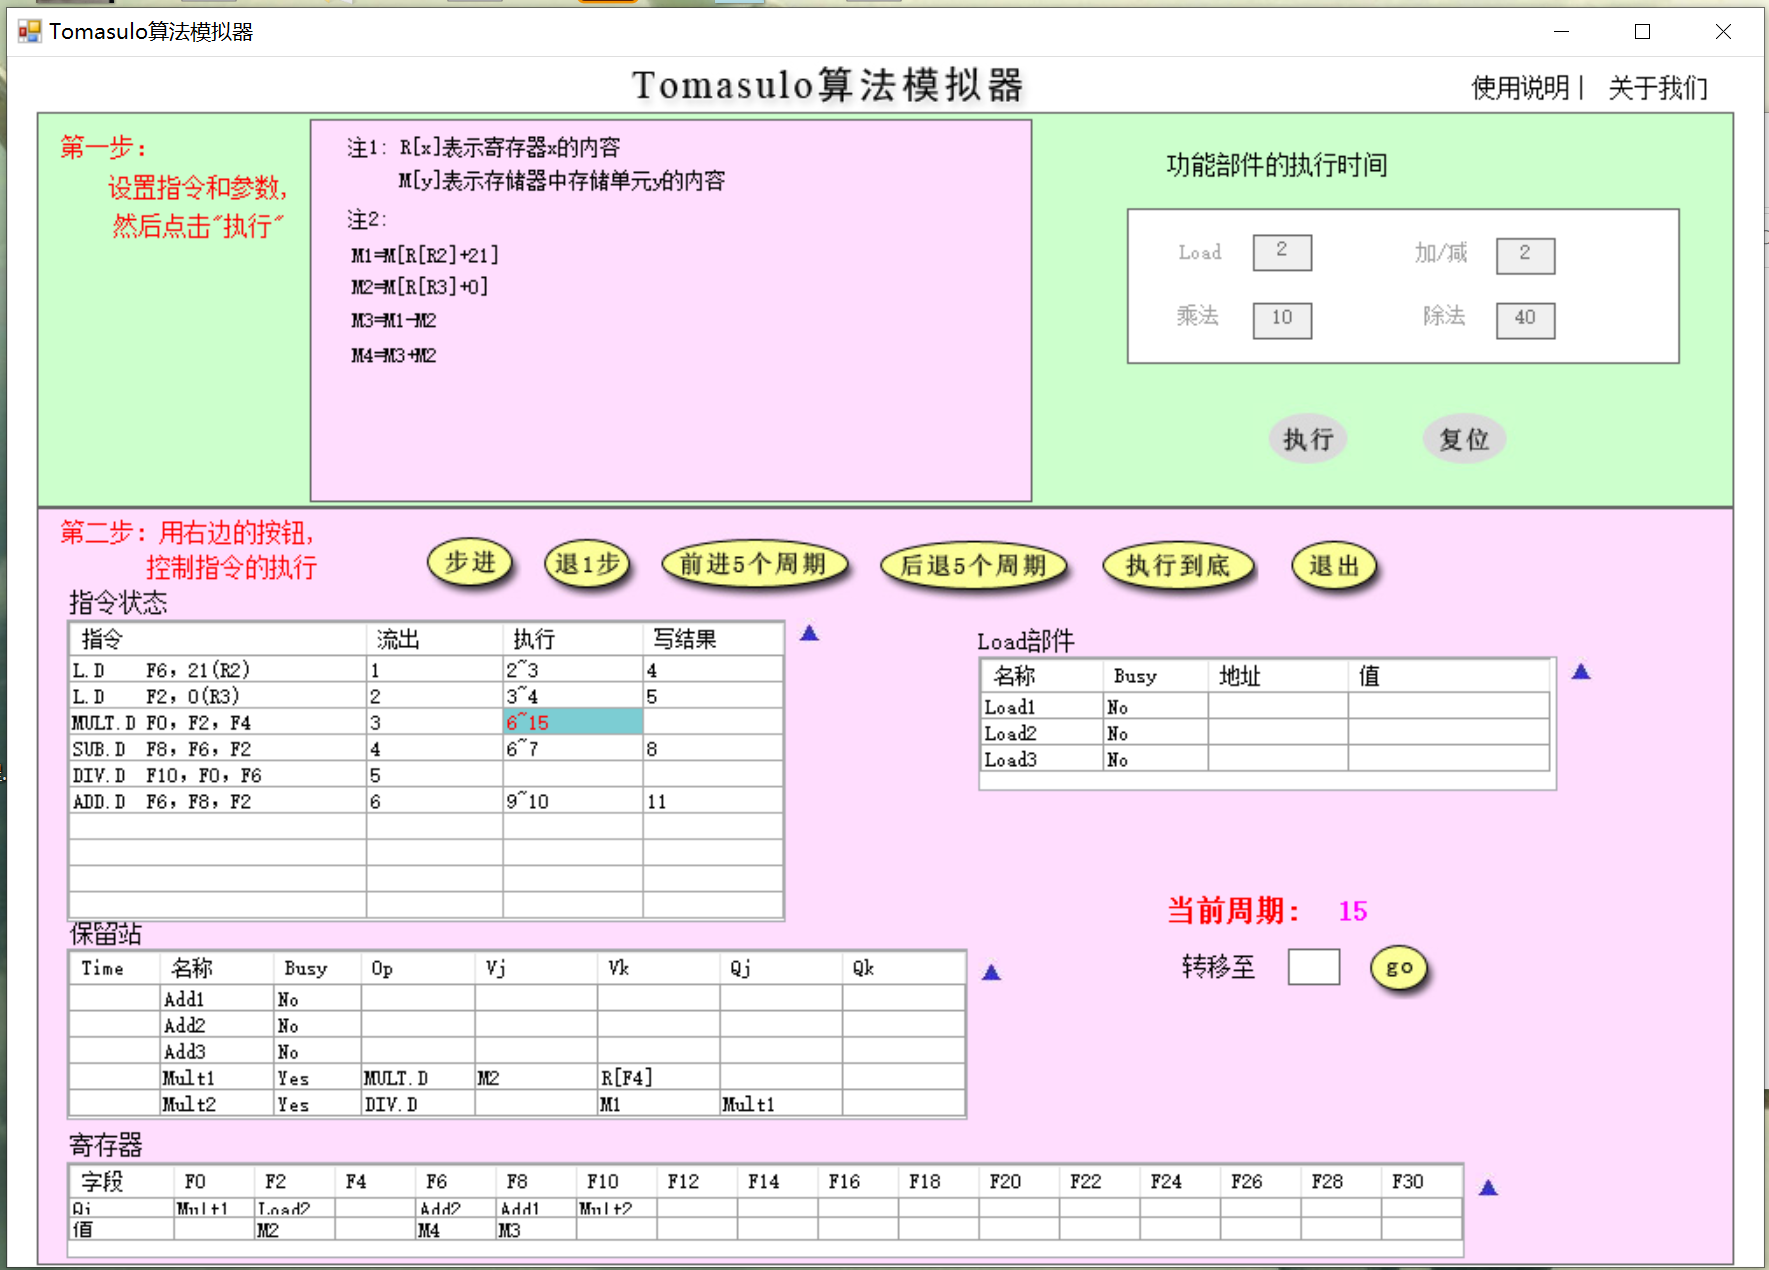 Tomasulo算法模拟器
Tomasulo算法模拟器
使用说明 | 关于我们
第一步:
设置指令和参数,
然后点击"执行"
注1: R[x]表示寄存器x的内容
M[y]表示存储器中存储单元y的内容
注2:
M1=M[R[R2]+21]
M2=M[R[R3]+0]
M3=M1-M2
M4=M3+M2
功能部件的执行时间
Load 2 加/减 2
乘法 10 除法 40
执行 复位
第二步: 用右边的按钮,
控制指令的执行
步进 退1步 前进5个周期 后退5个周期 执行到底 退出
指令状态
指令 流出 执行 写结果
L.D F6, 21(R2) 1 2~3 4
L.D F2, 0(R3) 2 3~4 5
MULT.D F0, F2, F4 3 6~15
SUB.D F8, F6, F2 4 6~7 8
DIV.D F10, F0, F6 5
ADD.D F6, F8, F2 6 9~10 11
Load部件
名称 Busy 地址 值
Load1 No
Load2 No
Load3 No
当前周期: 15
转移至 go
保留站
Time 名称 Busy Op Vj Vk Qj Qk
Add1 No
Add2 No
Add3 No
Mult1 Yes MULT.D M2 R[F4]
Mult2 Yes DIV.D M1 Mult1
寄存器
字段 F0 F2 F4 F6 F8 F10 F12 F14 F16 F18 F20 F22 F24 F26 F28 F30
Qi Mult1 Load2 Add2 Add1 Mult2
值 M2 M4 M3